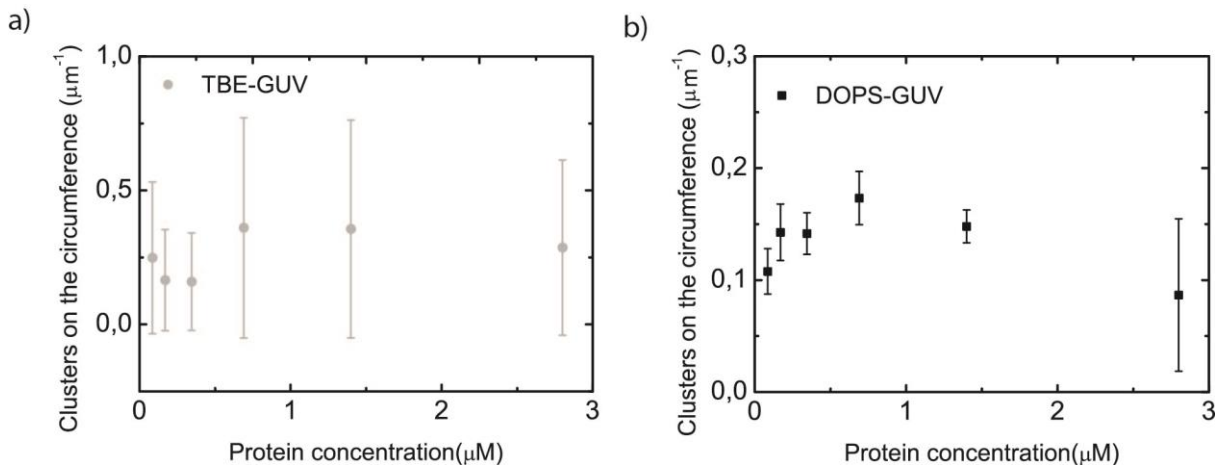 a)
Clusters on the circumference (μm⁻¹)
1,0
0,5
0,0
TBE-GUV
0 1 2 3
Protein concentration(μM)
b)
Clusters on the circumference (μm⁻¹)
0,3
0,2
0,1
0,0
DOPS-GUV
0 1 2 3
Protein concentration(μM)